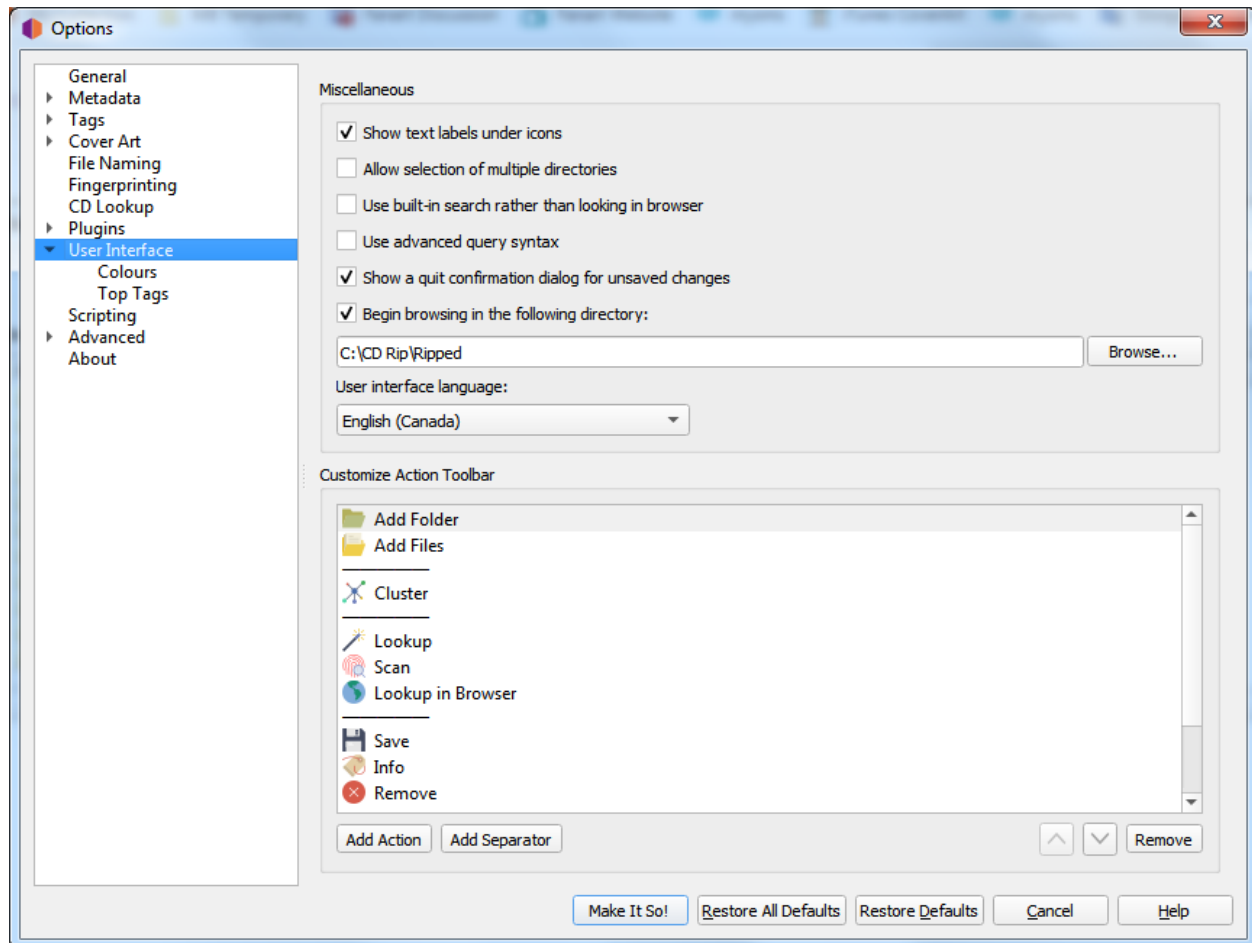 Options
General
Metadata
Tags
Cover Art
File Naming
Fingerprinting
CD Lookup
Plugins
User Interface
Colours
Top Tags
Scripting
Advanced
About
Miscellaneous
Show text labels under icons
Allow selection of multiple directories
Use built-in search rather than looking in browser
Use advanced query syntax
Show a quit confirmation dialog for unsaved changes
Begin browsing in the following directory:
C:\CD Rip\Ripped Browse...
User interface language:
English (Canada)
Customize Action Toolbar
Add Folder
Add Files
Cluster
Lookup
Scan
Lookup in Browser
Save
Info
Remove
Add Action Add Separator Remove
Make It So! Restore All Defaults Restore Defaults Cancel Help